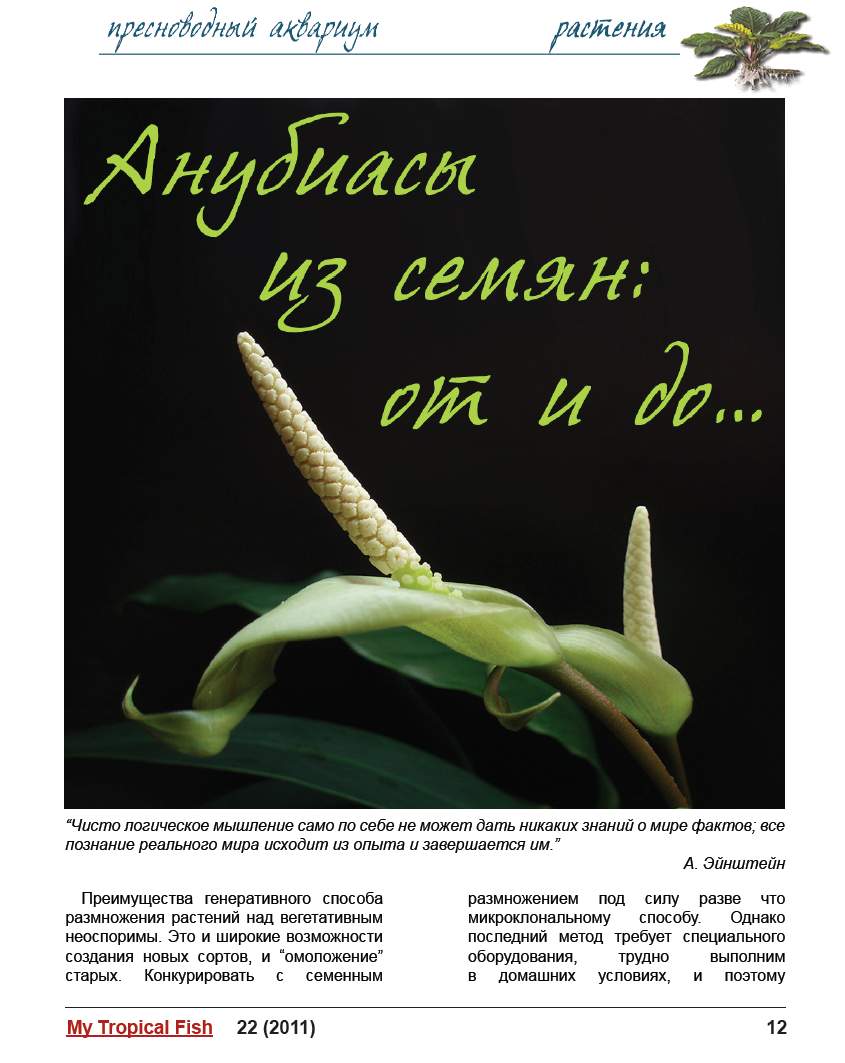 пресноводный аквариум
растения
Анубиасы
из семян:
от и до...
“Чисто логическое мышление само по себе не может дать никаких знаний о мире фактов; все
познание реального мира исходит из опыта и завершается им.”
А. Эйнштейн
Преимущества генеративного способа
размножения растений над вегетативным
неоспоримы. Это и широкие возможности
создания новых сортов, и “омоложение”
старых. Конкурировать с семенным
размножением под силу разве что
микроклональному способу. Однако
последний метод требует специального
оборудования, трудно выполним
в домашних условиях, и поэтому
My Tropical Fish 22 (2011) 12